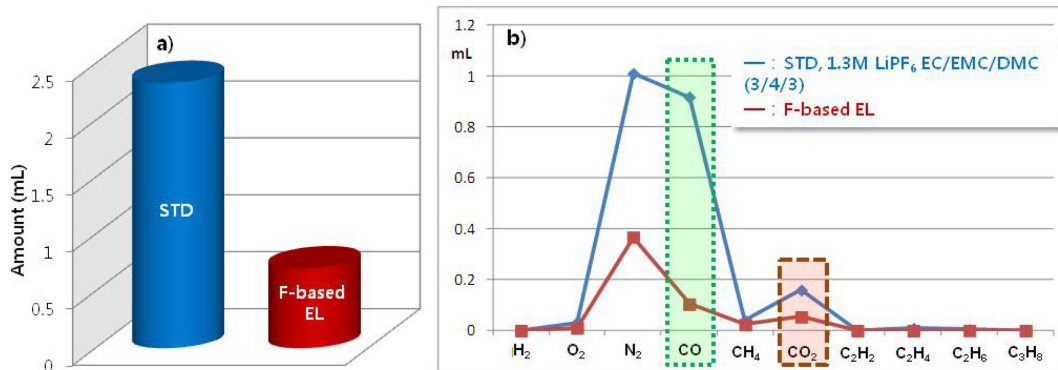 a)
Amount (mL)
2.5
2
1.5
1
0.5
0
STD
F-based
EL
b)
mL
1.2
1
0.8
0.6
0.4
0.2
0
— : STD, 1.3M LiPF₆ EC/EMC/DMC
(3/4/3)
— : F-based EL
H₂ O₂ N₂ CO CH₄ CO₂ C₂H₂ C₂H₄ C₂H₆ C₃H₈